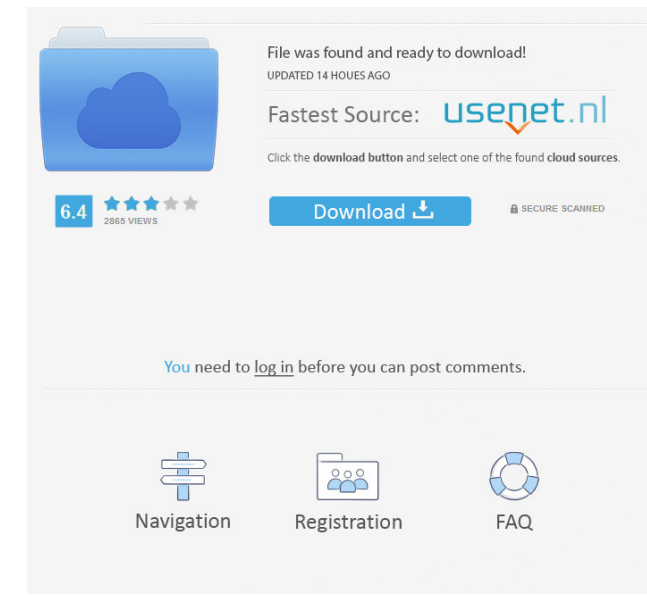 File was found and ready to download!
UPDATED 14 HOUES AGO
Fastest Source: usenet.nl
Click the download button and select one of the found cloud sources.
6.4
2865 VIEWS
Download
SECURE SCANNED
You need to log in before you can post comments.
Navigation
Registration
FAQ